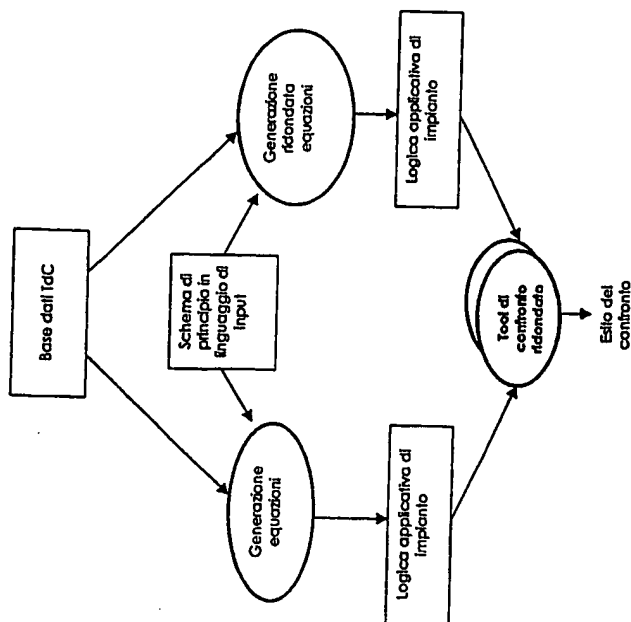 Base dati TdC
Schema di
principio in
linguaggio di
input
Generazione
equazioni
Generazione
ridondata
equazioni
Logica applicativa di
impianto
Logica applicativa di
impianto
Tool di
confronto
ridondato
Esito del
confronto